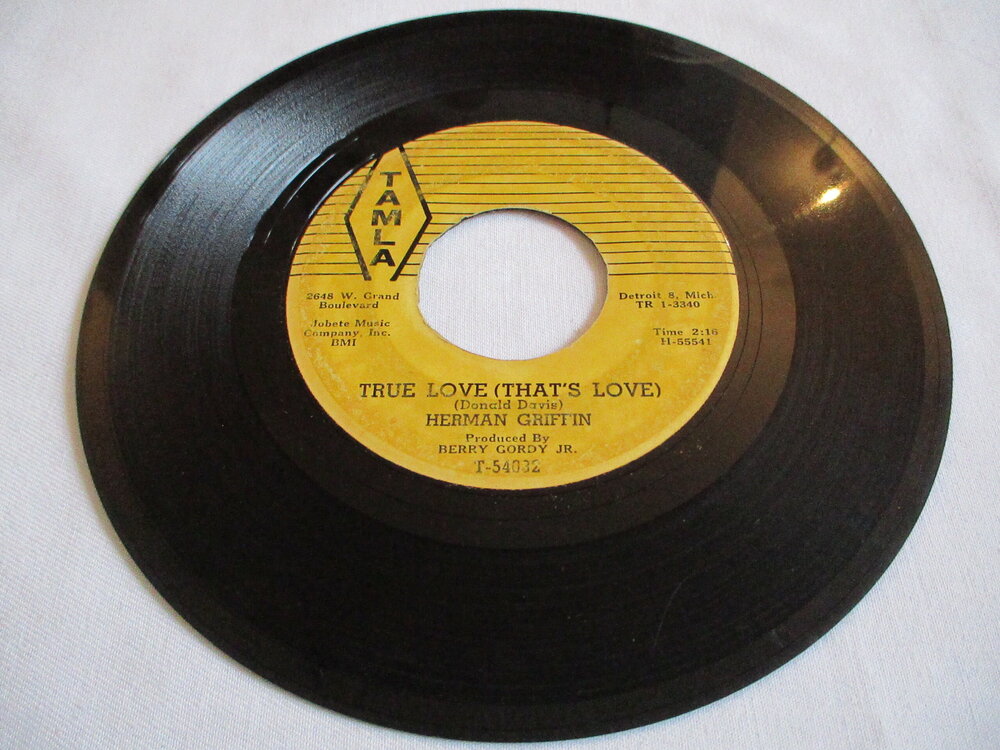 TAMLA
2648 W. Grand
Boulevard
Jobete Music
Company, Inc.
BMI
Detroit 8, Mich.
TR 1-3340
Time 2:16
H-55541
TRUE LOVE (THAT'S LOVE)
(Donald Davis)
HERMAN GRIFFIN
Produced By
BERRY GORDY JR.
T-54032